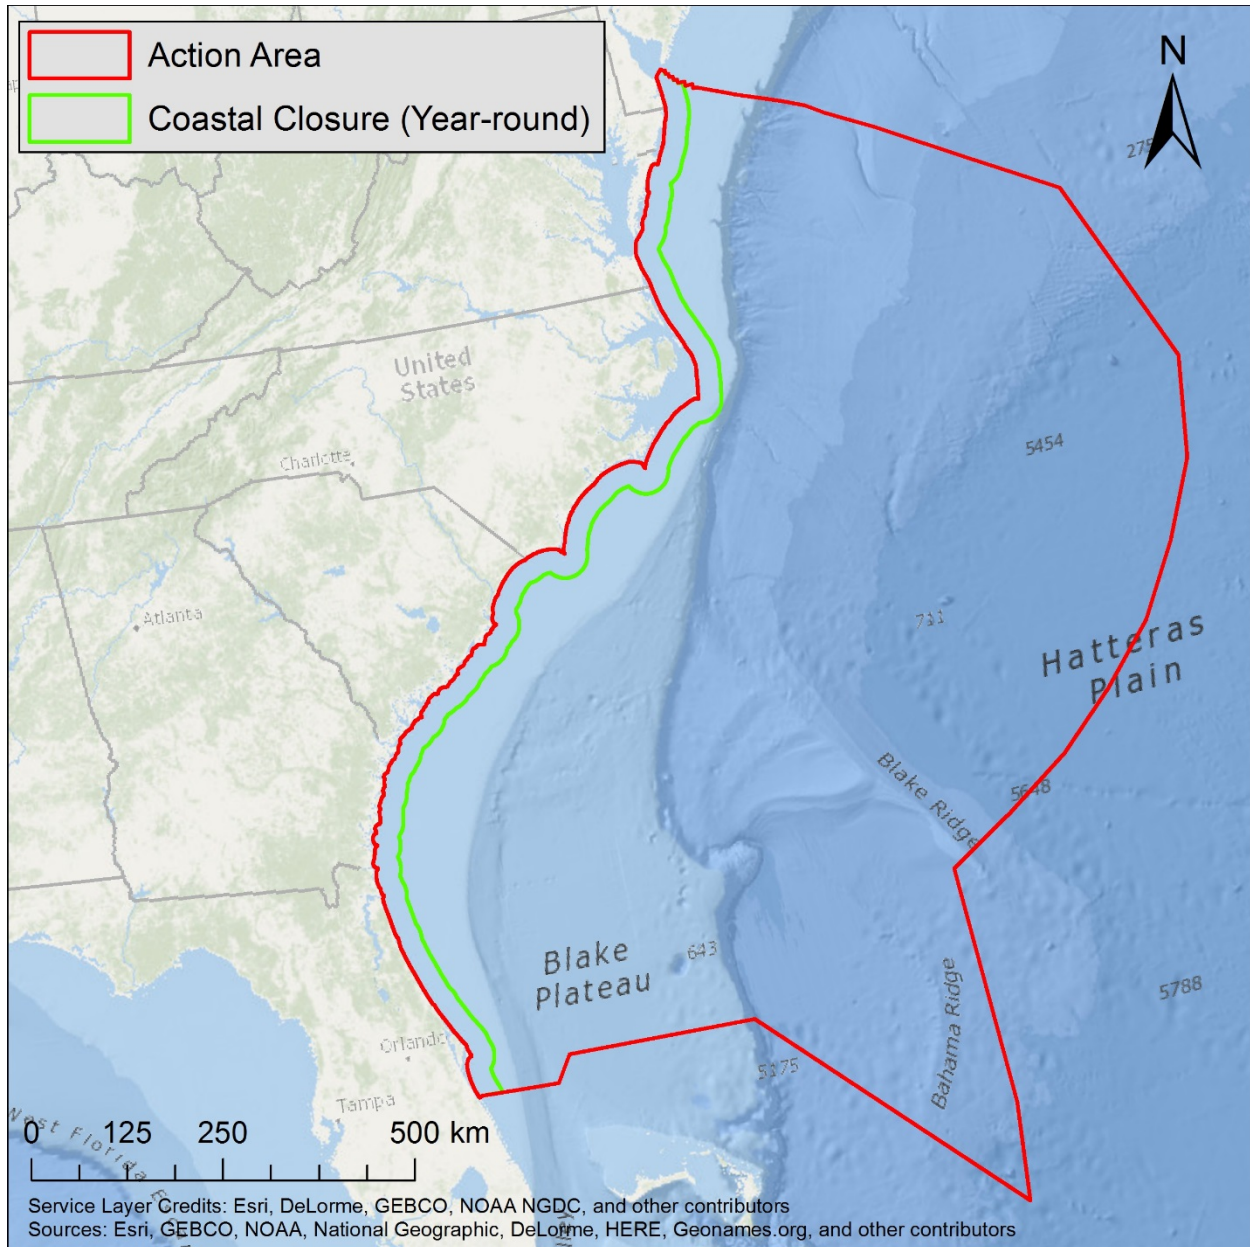 Action Area
Coastal Closure (Year-round)
N
United
States
5454
Charlotte
Atlanta
Hatteras
Plain
Blake Ridge
5648
Blake
Plateau
643
5788
Bahama Ridge
Orlando
5175
Tampa
West Florida
0 125 250 500 km
Service Layer Credits: Esri, DeLorme, GEBCO, NOAA NGDC, and other contributors
Sources: Esri, GEBCO, NOAA, National Geographic, DeLorme, HERE, Geonames.org, and other contributors